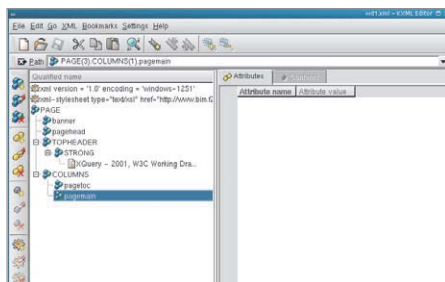 xml - KXML Editor
File Edit Go XML Bookmarks Settings Help
Path PAGE(3).COLUMNS(1).pagemain
Qualified name
xml version = '1.0' encoding = 'windows-1251'
xml-stylesheet type="text/xsl" href="http://www.bim.
PAGE
banner
pagehead
TOPHEADER
STRONG
XQuery - 2001, W3C Working Dra...
COLUMNS
pagetoc
pagemain
Attributes
Attribute name Attribute value